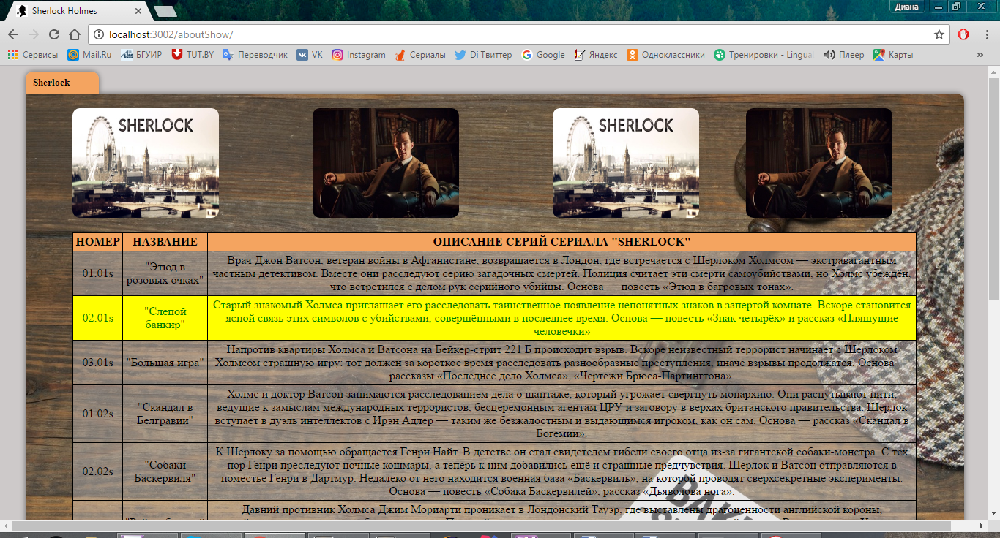 Sherlock Holmes
Диана
localhost:3002/aboutShow/
Сервисы Mail.Ru БГУИР TUT.BY Переводчик VK Instagram Сериалы Di Твиттер Google Яндекс Одноклассники Тренировки - Lingual Плеер Карты »
Sherlock
SHERLOCK SHERLOCK
НОМЕР НАЗВАНИЕ ОПИСАНИЕ СЕРИЙ СЕРИАЛА "SHERLOCK"
01.01s
"Этюд в
розовых очках"
Врач Джон Ватсон, ветеран войны в Афганистане, возвращается в Лондон, где встречается с Шерлоком Холмсом — экстравагантным
частным детективом. Вместе они расследуют серию загадочных смертей. Полиция считает эти смерти самоубийствами, но Холмс убеждён,
что встретился с делом рук серийного убийцы. Основа — повесть «Этюд в багровых тонах».
02.01s
"Слепой
банкир"
Старый знакомый Холмса приглашает его расследовать таинственное появление непонятных знаков в запертой комнате. Вскоре становится
ясной связь этих символов с убийствами, совершёнными в последнее время. Основа — повесть «Знак четырёх» и рассказ «Пляшущие
человечки»
03.01s
"Большая игра"
Напротив квартиры Холмса и Ватсона на Бейкер-стрит 221 Б происходит взрыв. Вскоре неизвестный террорист начинает с Шерлоком
Холмсом страшную игру: тот должен за короткое время расследовать разнообразные преступления, иначе взрывы продолжатся. Основа —
рассказы «Последнее дело Холмса», «Чертежи Брюса-Партингтона».
01.02s
"Скандал в
Белгравии"
Холмс и доктор Ватсон занимаются расследованием дела о шантаже, который угрожает свергнуть монархию. Они распутывают нити,
ведущие к замыслам международных террористов, бесцеремонным агентам ЦРУ и заговору в верхах британского правительства. Шерлок
вступает в дуэль интеллектов с Ирэн Адлер — таким же безжалостным и выдающимся игроком, как он сам. Основа — рассказ «Скандал в
Богемии».
02.02s
"Собаки
Баскервиля"
К Шерлоку за помощью обращается Генри Найт. В детстве он стал свидетелем гибели своего отца из-за гигантской собаки-монстра. С тех
пор Генри преследуют ночные кошмары, а теперь к ним добавились ещё и страшные предчувствия. Шерлок и Ватсон отправляются в
поместье Генри в Дартмур. Недалеко от него находится военная база «Баскервиль», на которой проводят сверхсекретные эксперименты.
Основа — повесть «Собака Баскервилей», рассказ «Дьяволова нога».
Давний противник Холмса Джим Мориарти проникает в Лондонский Тауэр, где выставлены драгоценности английской короны,